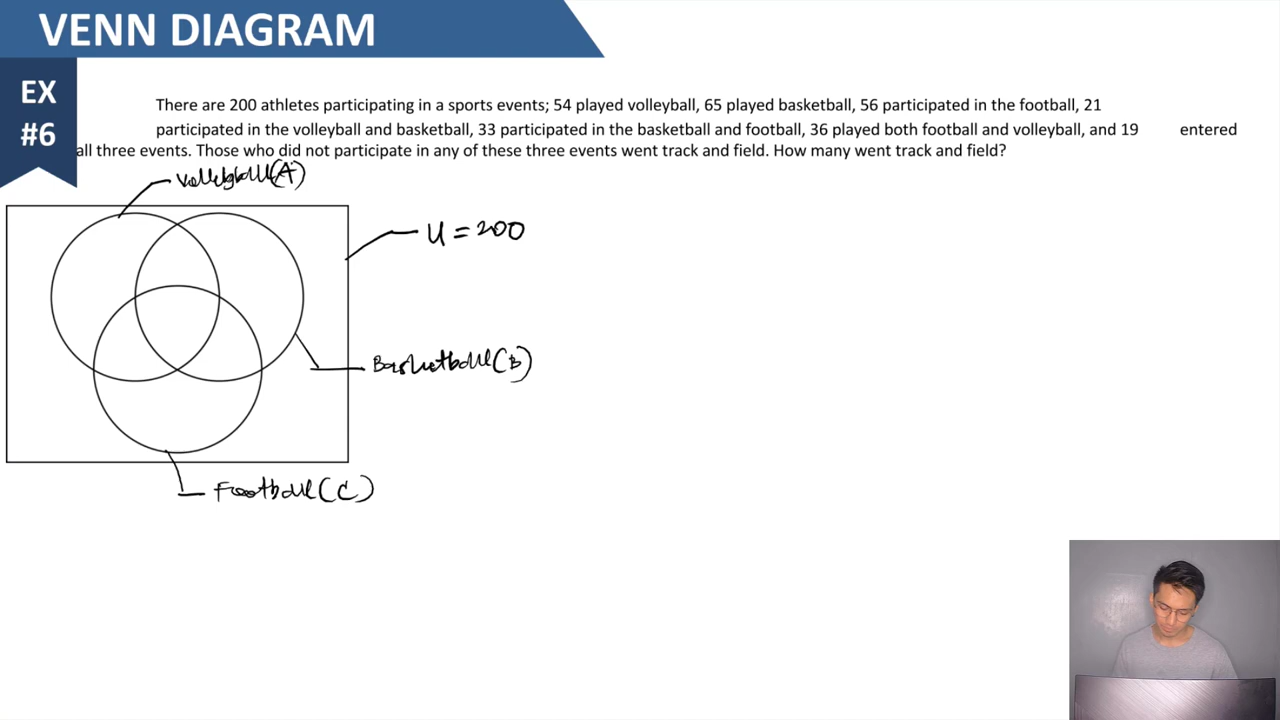 VENN DIAGRAM
EX
#6
There are 200 athletes participating in a sports events; 54 played volleyball, 65 played basketball, 56 participated in the football, 21
participated in the volleyball and basketball, 33 participated in the basketball and football, 36 played both football and volleyball, and 19 entered
all three events. Those who did not participate in any of these three events went track and field. How many went track and field?
Volleyball(A)
U = 200
Basketball(B)
Football(C)